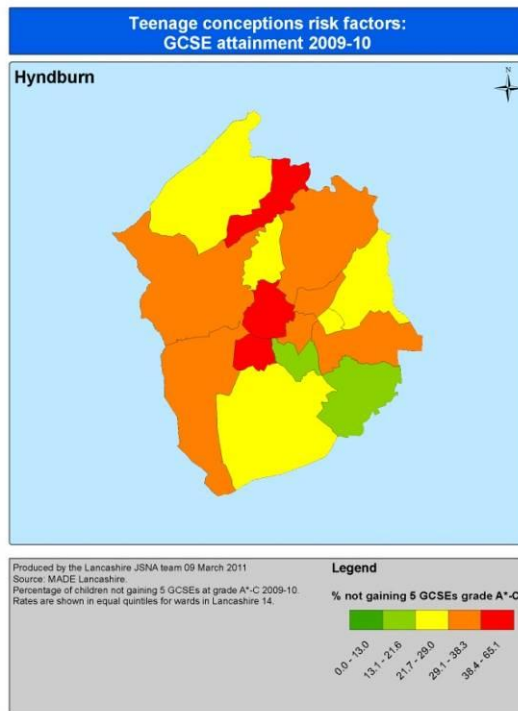 Teenage conceptions risk factors:
GCSE attainment 2009-10
Hyndburn
N
Produced by the Lancashire JSNA team 09 March 2011
Source: MADE Lancashire.
Percentage of children not gaining 5 GCSEs at grade A*-C 2009-10.
Rates are shown in equal quintiles for wards in Lancashire 14.
Legend
% not gaining 5 GCSEs grade A*-C
0.0 - 13.0
13.1 - 21.6
21.7 - 29.0
29.1 - 38.3
38.4 - 65.1